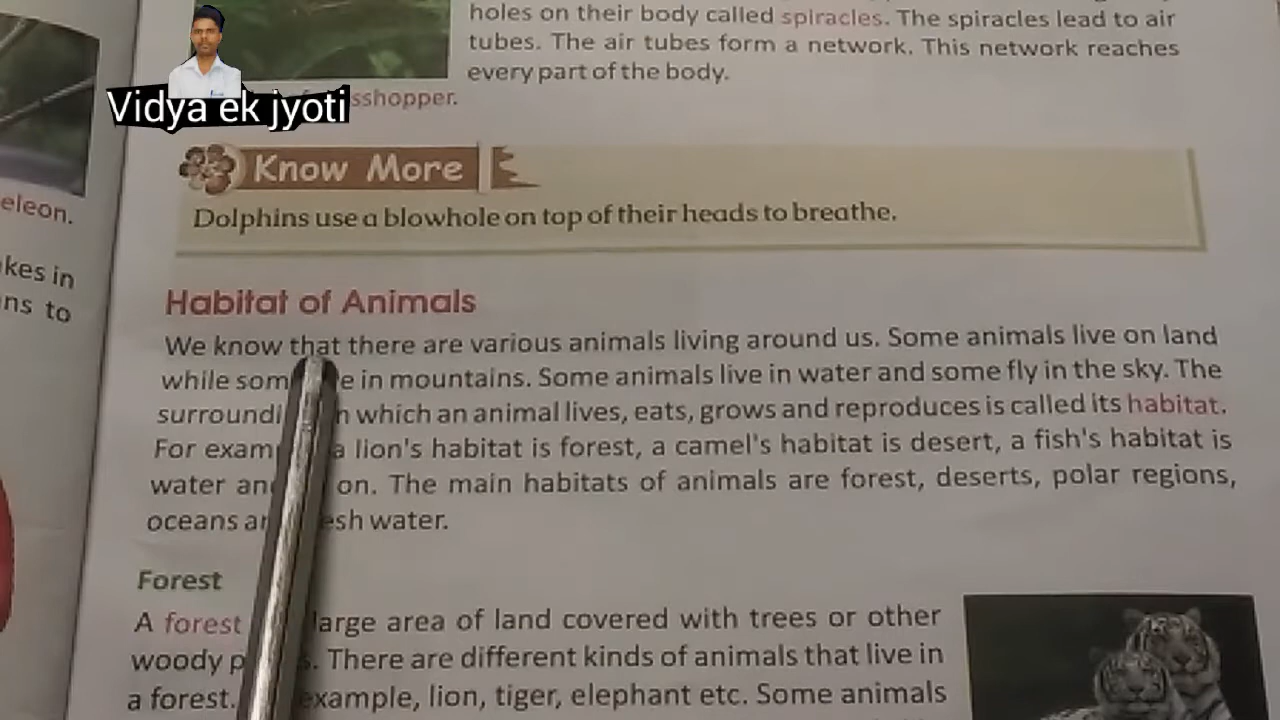 holes on their body called spiracles. The spiracles lead to air
tubes. The air tubes form a network. This network reaches
every part of the body.
sshopper.
Vidya ek jyoti
Know More
Dolphins use a blowhole on top of their heads to breathe.
eleon.
kes in
ns to
Habitat of Animals
We know that there are various animals living around us. Some animals live on land
while som e in mountains. Some animals live in water and some fly in the sky. The
surroundi n which an animal lives, eats, grows and reproduces is called its habitat.
For exam a lion's habitat is forest, a camel's habitat is desert, a fish's habitat is
water an on. The main habitats of animals are forest, deserts, polar regions,
oceans a esh water.
Forest
A forest large area of land covered with trees or other
woody p s. There are different kinds of animals that live in
a forest. example, lion, tiger, elephant etc. Some animals